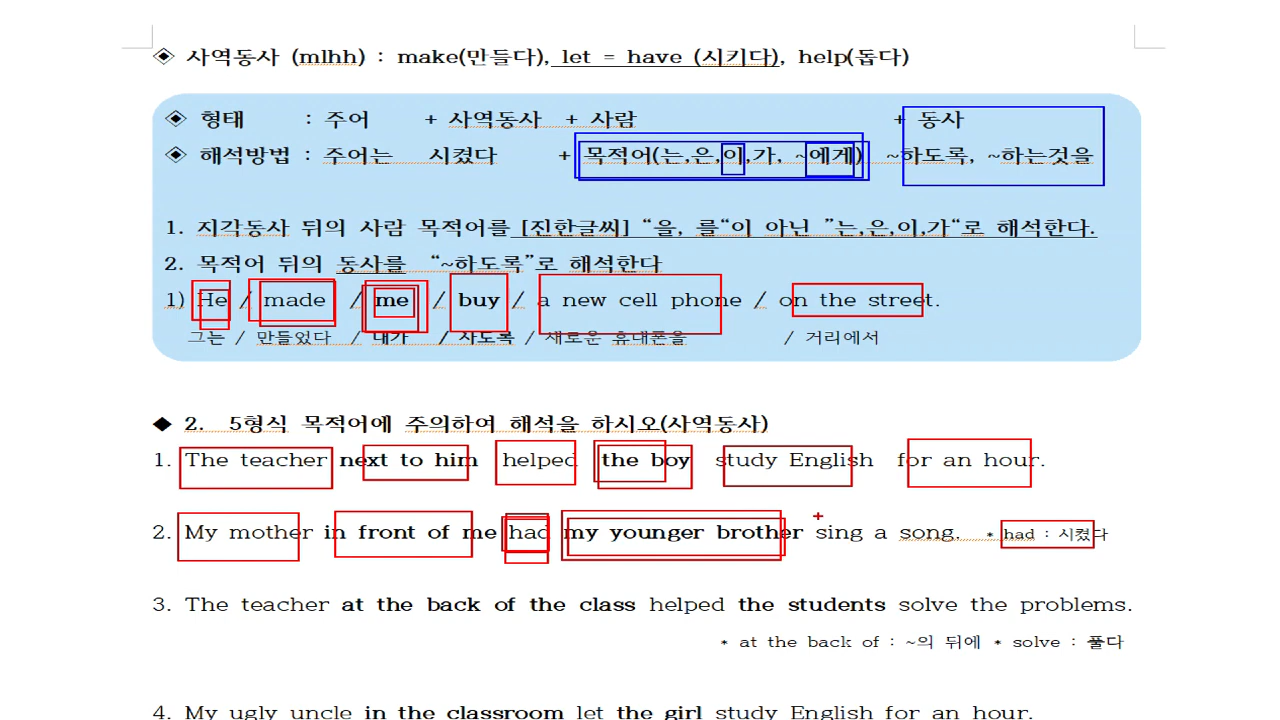 ◈ 사역동사 (mlhh) : make(만들다), let = have (시키다), help(돕다)
◈ 형태 : 주어 + 사역동사 + 사람 + 동사
◈ 해석방법 : 주어는 시켰다 + 목적어(는,은,이,가, ~에게) ~하도록, ~하는것을
1. 지각동사 뒤의 사람 목적어를 [진한글씨] “을, 를“이 아닌 ”는,은,이,가“로 해석한다.
2. 목적어 뒤의 동사를 “~하도록”로 해석한다
1) He / made / me / buy / a new cell phone / on the street.
그는 / 만들었다 / 내가 / 사도록 / 새로운 휴대폰을 / 거리에서
◆ 2. 5형식 목적어에 주의하여 해석을 하시오(사역동사)
1. The teacher next to him helped the boy study English for an hour.
2. My mother in front of me had my younger brother sing a song. * had : 시켰다
3. The teacher at the back of the class helped the students solve the problems.
* at the back of : ~의 뒤에 * solve : 풀다
4. My ugly uncle in the classroom let the girl study English for an hour.